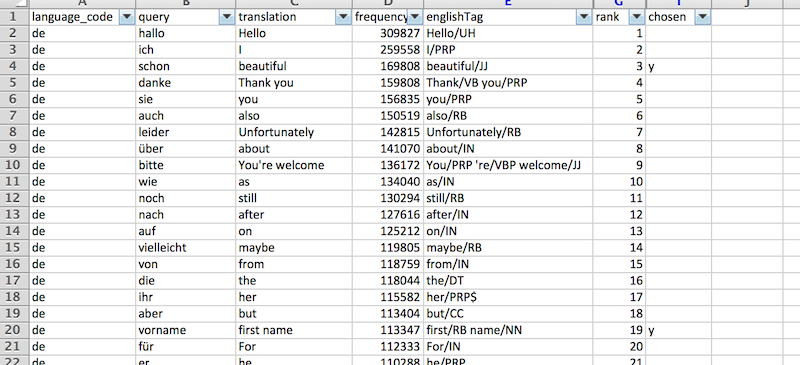 A B C D E G I J
1 language_code query translation frequency englishTag rank chosen
2 de hallo Hello 309827 Hello/UH 1
3 de ich I 259558 I/PRP 2
4 de schon beautiful 169808 beautiful/JJ 3 y
5 de danke Thank you 159808 Thank/VB you/PRP 4
6 de sie you 156835 you/PRP 5
7 de auch also 150519 also/RB 6
8 de leider Unfortunately 142815 Unfortunately/RB 7
9 de über about 141070 about/IN 8
10 de bitte You're welcome 136172 You/PRP 're/VBP welcome/JJ 9
11 de wie as 134040 as/IN 10
12 de noch still 130294 still/RB 11
13 de nach after 127616 after/IN 12
14 de auf on 125212 on/IN 13
15 de vielleicht maybe 119805 maybe/RB 14
16 de von from 118759 from/IN 15
17 de die the 118044 the/DT 16
18 de ihr her 115582 her/PRP$ 17
19 de aber but 113404 but/CC 18
20 de vorname first name 113347 first/RB name/NN 19 y
21 de für For 112333 For/IN 20
22 de er he 110288 he/PRP 21